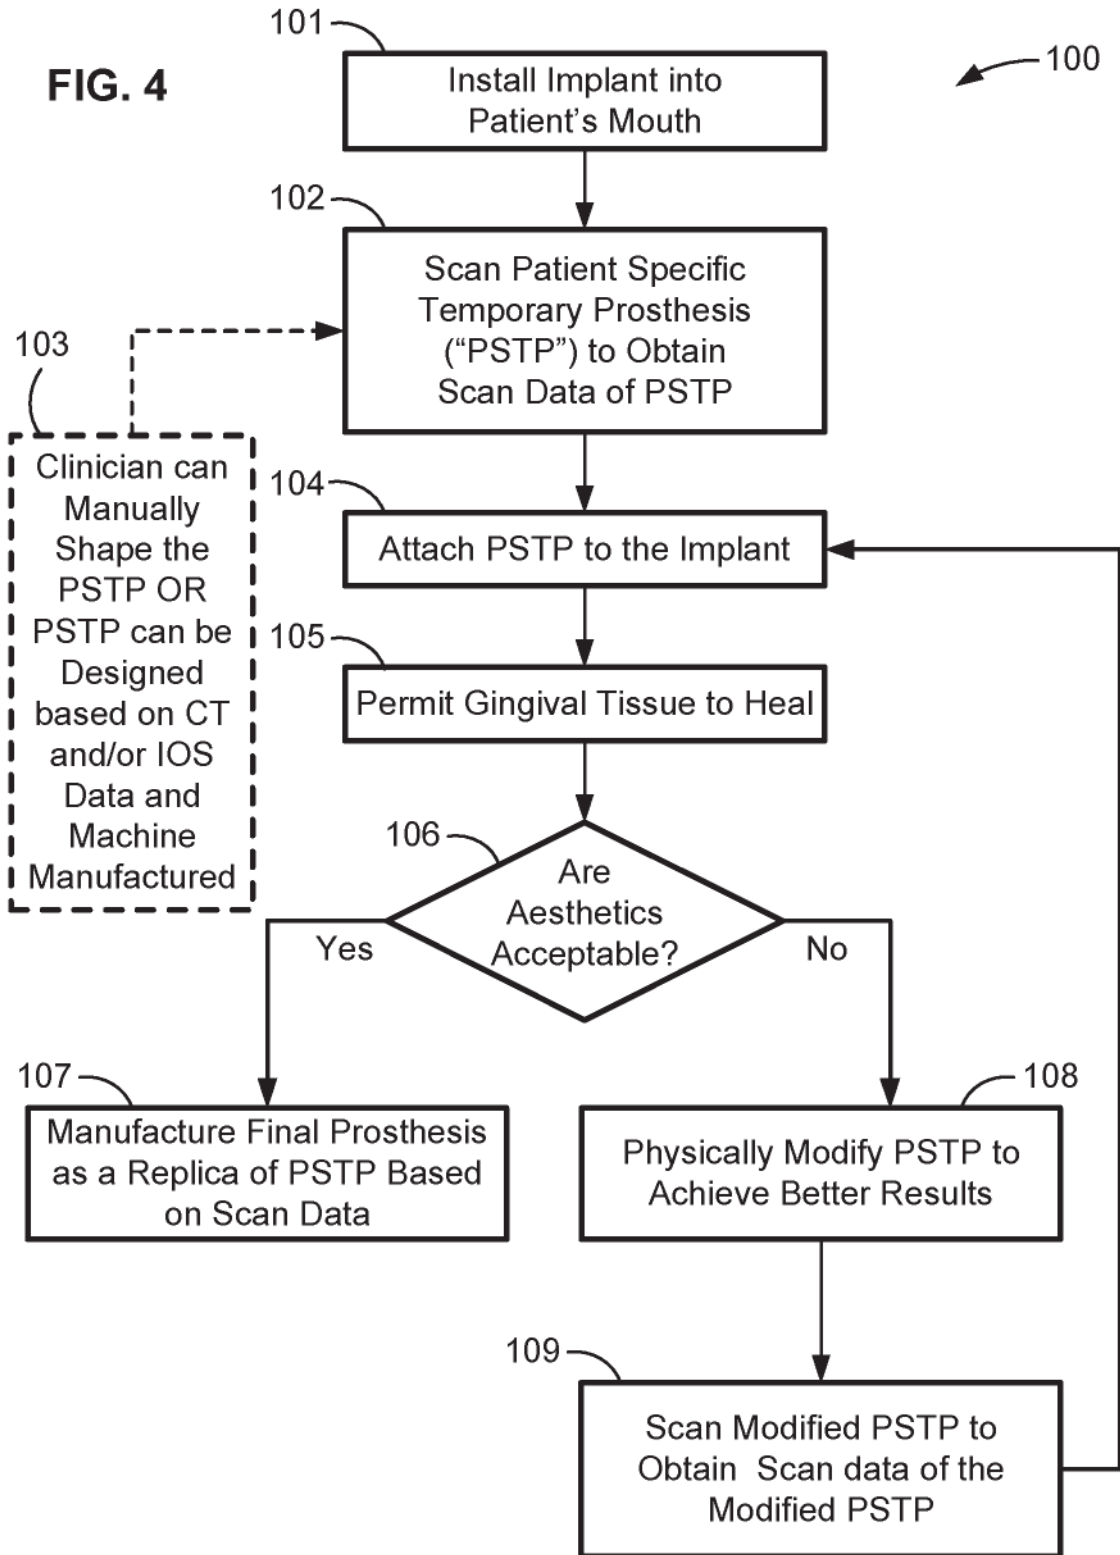 FIG. 4
100
101
Install Implant into
Patient's Mouth
102
Scan Patient Specific
Temporary Prosthesis
("PSTP") to Obtain
Scan Data of PSTP
103
Clinician can
Manually
Shape the
PSTP OR
PSTP can be
Designed
based on CT
and/or IOS
Data and
Machine
Manufactured
104
Attach PSTP to the Implant
105
Permit Gingival Tissue to Heal
106
Are
Aesthetics
Acceptable?
Yes
No
107
Manufacture Final Prosthesis
as a Replica of PSTP Based
on Scan Data
108
Physically Modify PSTP to
Achieve Better Results
109
Scan Modified PSTP to
Obtain  Scan data of the
Modified PSTP